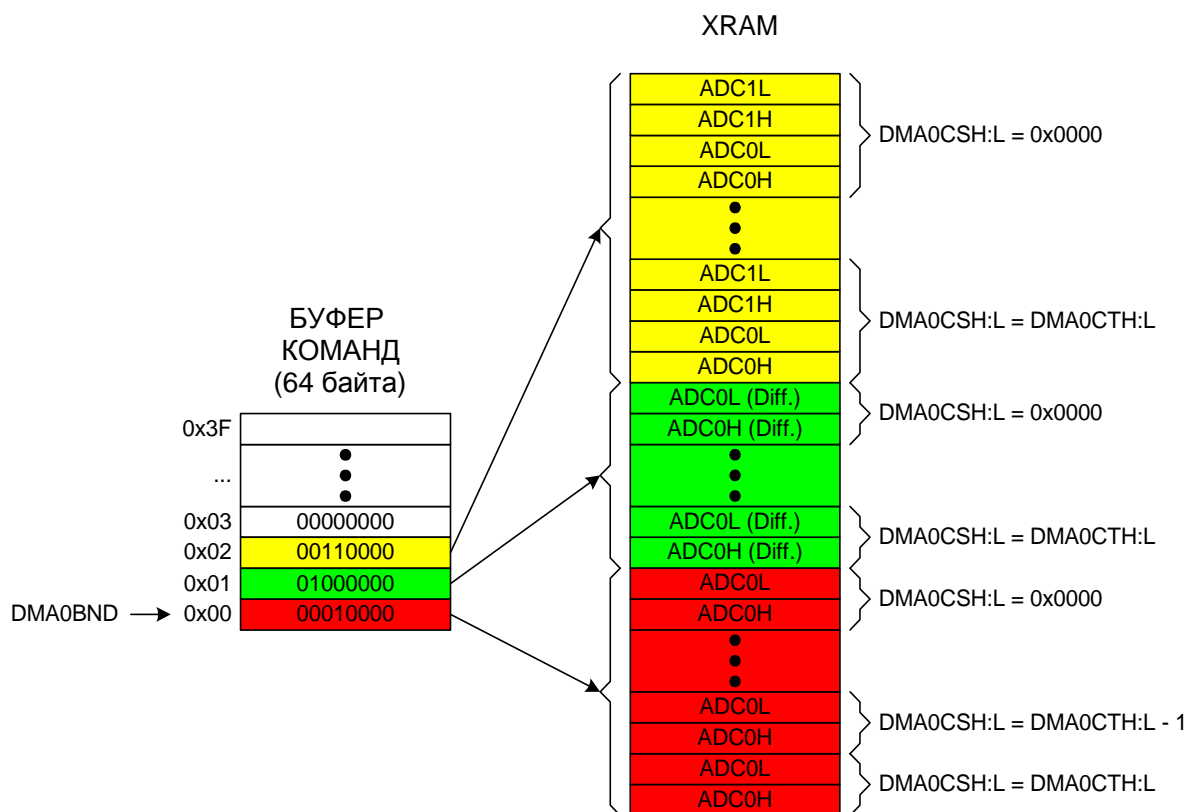 XRAM
ADC1L
ADC1H
ADC0L
ADC0H
DMA0CSH:L = 0x0000
ADC1L
ADC1H
ADC0L
ADC0H
DMA0CSH:L = DMA0CTH:L
ADC0L (Diff.)
ADC0H (Diff.)
DMA0CSH:L = 0x0000
ADC0L (Diff.)
ADC0H (Diff.)
DMA0CSH:L = DMA0CTH:L
ADC0L
ADC0H
DMA0CSH:L = 0x0000
ADC0L
ADC0H
DMA0CSH:L = DMA0CTH:L - 1
ADC0L
ADC0H
DMA0CSH:L = DMA0CTH:L
БУФЕР
КОМАНД
(64 байта)
0x3F
...
0x03 00000000
0x02 00110000
0x01 01000000
DMA0BND 0x00 00010000